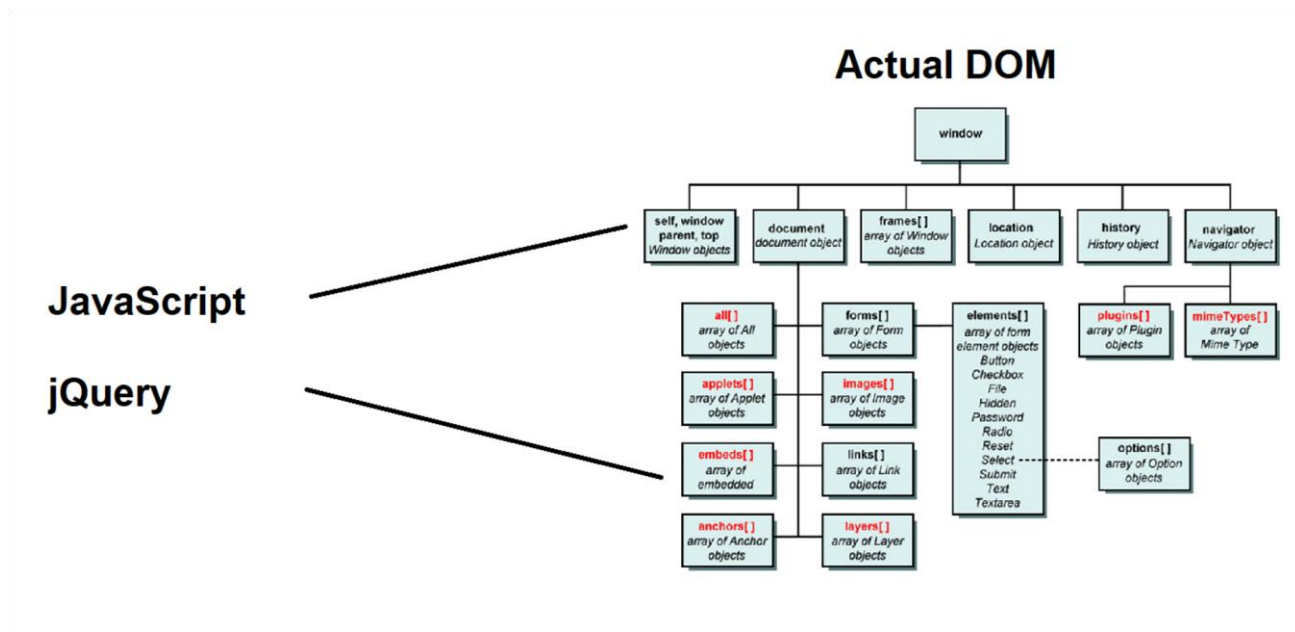 Actual DOM
window
self, window
parent, top
Window objects
document
document object
frames[ ]
array of Window
objects
location
Location object
history
History object
navigator
Navigator object
JavaScript
jQuery
all[ ]
array of All
objects
forms[ ]
array of Form
objects
elements[ ]
array of form
element objects
Button
Checkbox
File
Hidden
Password
Radio
Reset
Select
Submit
Text
Textarea
plugins[ ]
array of Plugin
objects
mimeTypes[ ]
array of
Mime Type
applets[ ]
array of Applet
objects
images[ ]
array of Image
objects
embeds[ ]
array of
embedded
links[ ]
array of Link
objects
options[ ]
array of Option
objects
anchors[ ]
array of Anchor
objects
layers[ ]
array of Layer
objects